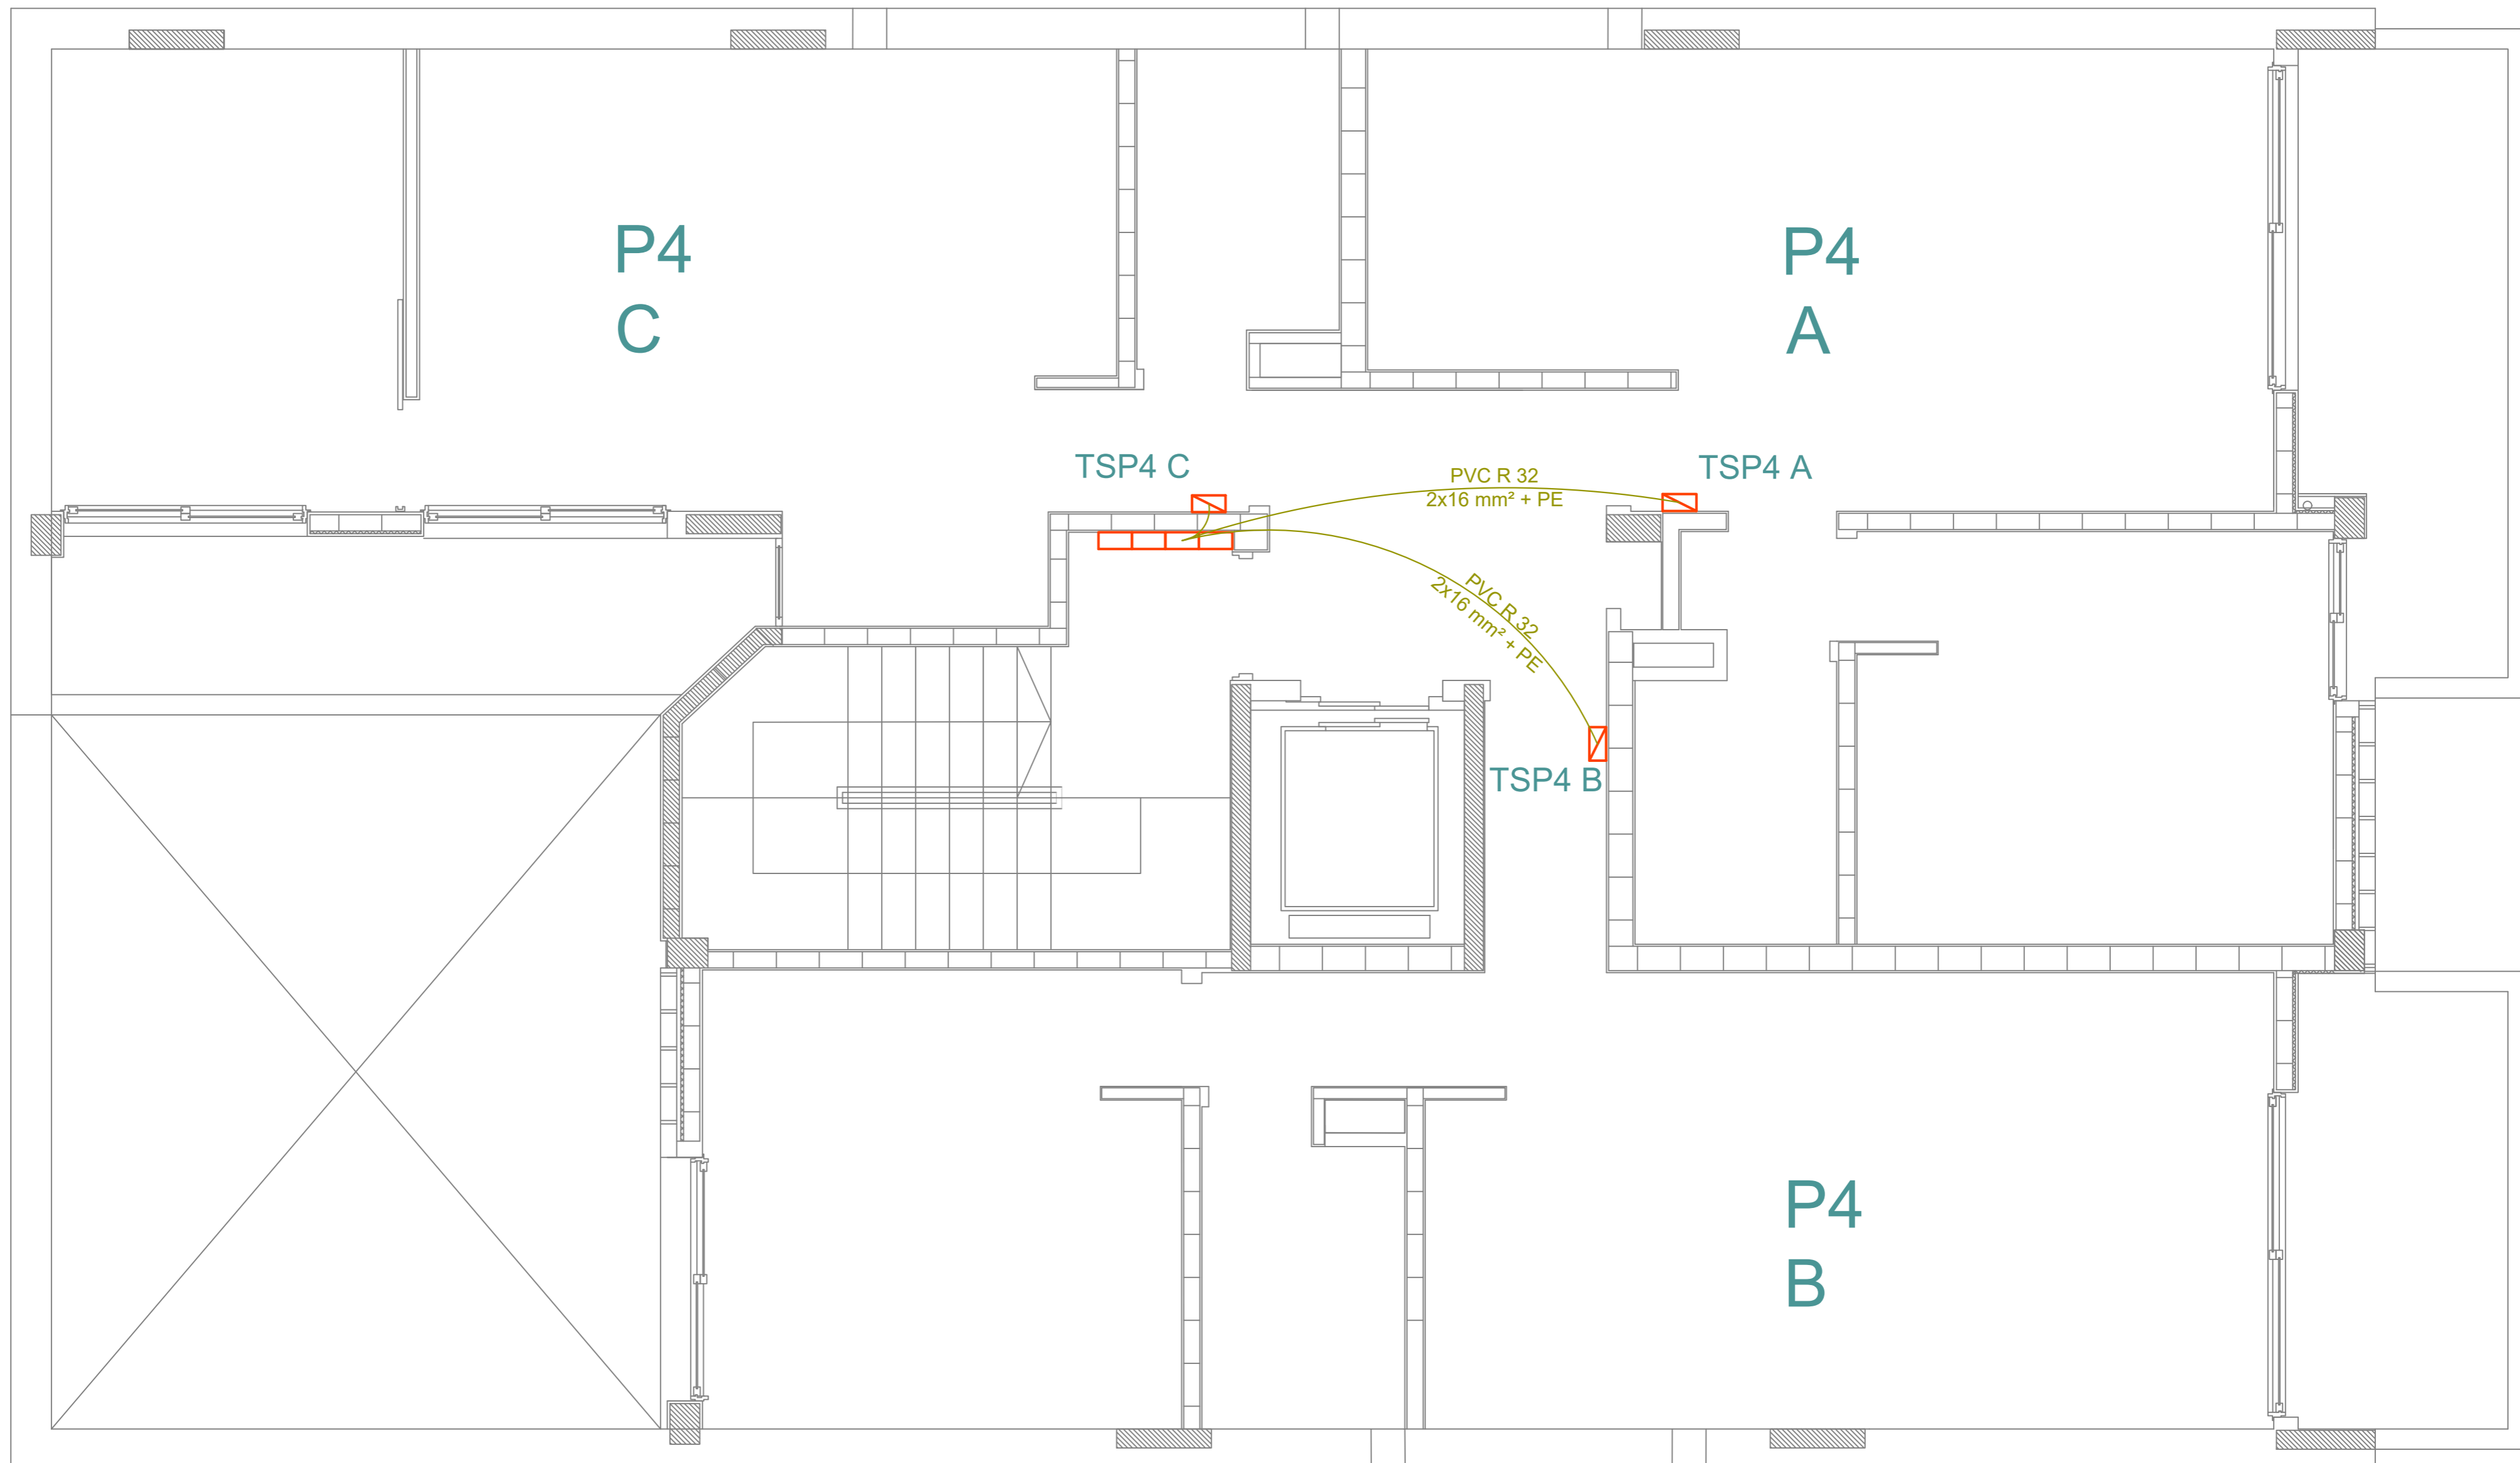 P4
C
P4
A
TSP4 C
PVC R 32
2x16 mm² + PE
TSP4 A
PVC R 32
2x16 mm² + PE
TSP4 B
P4
B